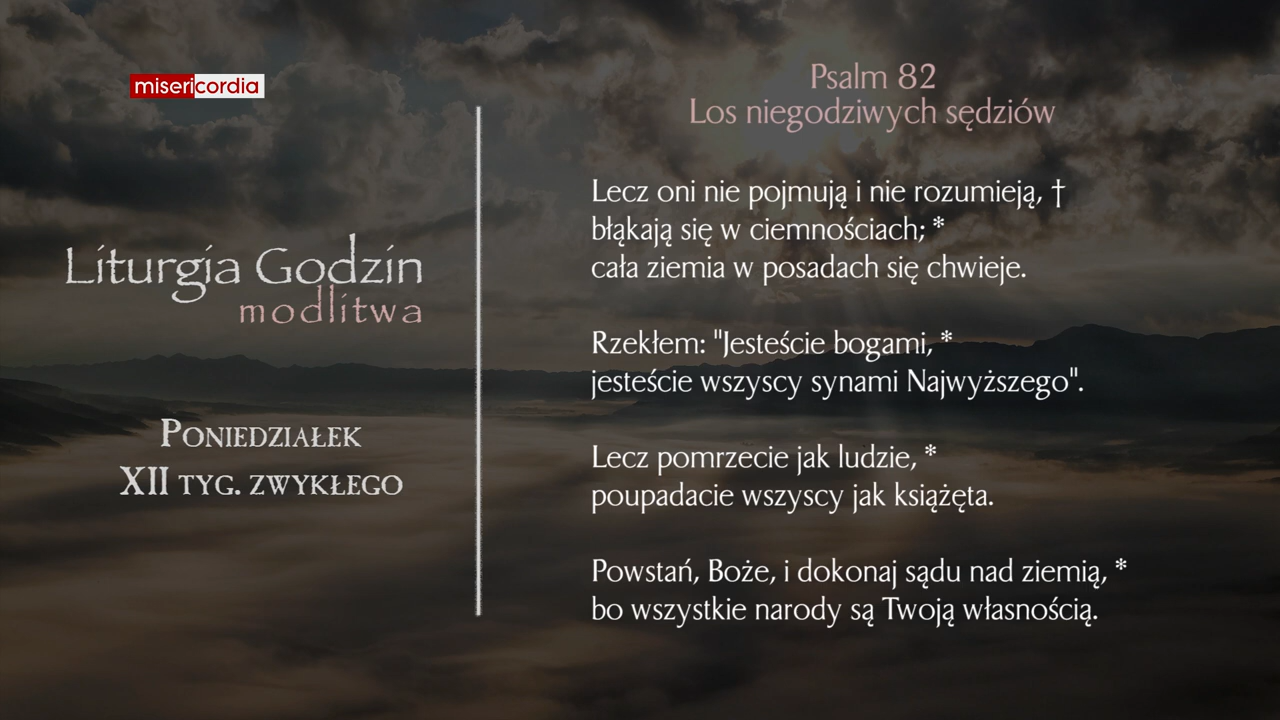 misericordia
Liturgia Godzin
modlitwa
Poniedziałek
XII tyg. zwykłego
Psalm 82
Los niegodziwych sędziów
Lecz oni nie pojmują i nie rozumieją, †
błąkają się w ciemnościach; *
cała ziemia w posadach się chwieje.
Rzekłem: "Jesteście bogami, *
jesteście wszyscy synami Najwyższego".
Lecz pomrzecie jak ludzie, *
poupadacie wszyscy jak książęta.
Powstań, Boże, i dokonaj sądu nad ziemią, *
bo wszystkie narody są Twoją własnością.